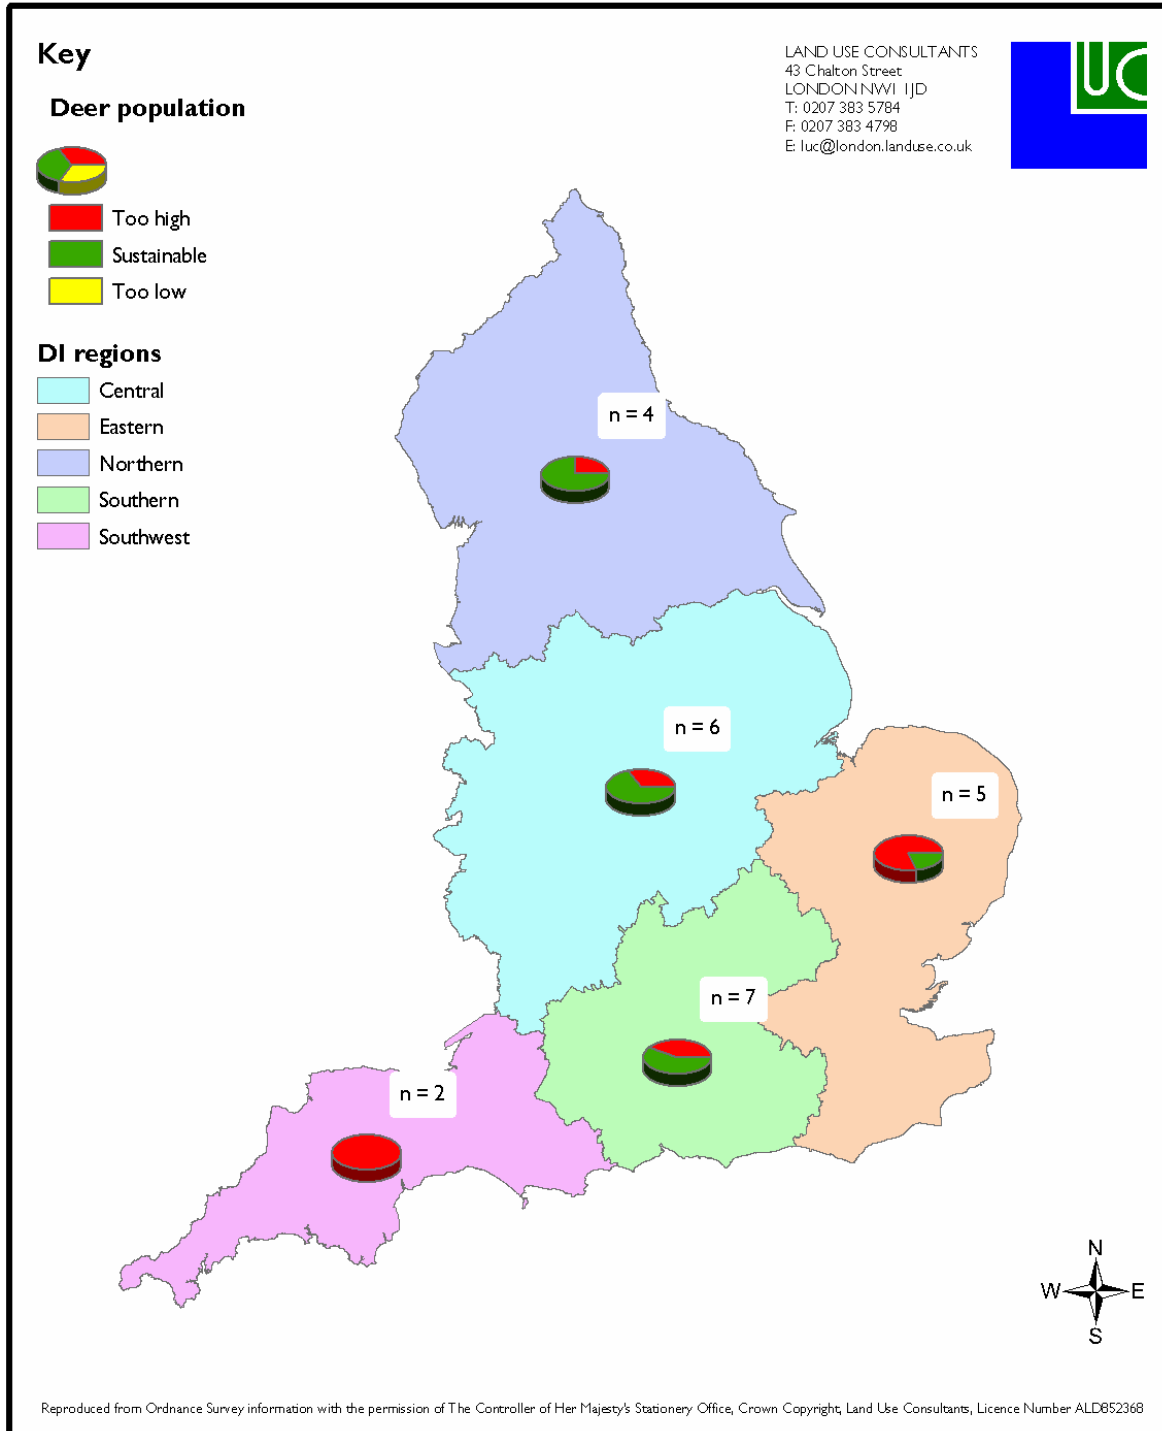 Key
Deer population
Too high
Sustainable
Too low
DI regions
Central
Eastern
Northern
Southern
Southwest
LAND USE CONSULTANTS
43 Chalton Street
LONDON NW1 1JD
T: 0207 383 5784
F: 0207 383 4798
E: luc@london.landuse.co.uk
LUC
n = 4
n = 6
n = 5
n = 7
n = 2
N
W E
S
Reproduced from Ordnance Survey information with the permission of The Controller of Her Majesty's Stationery Office, Crown Copyright, Land Use Consultants, Licence Number ALD852368